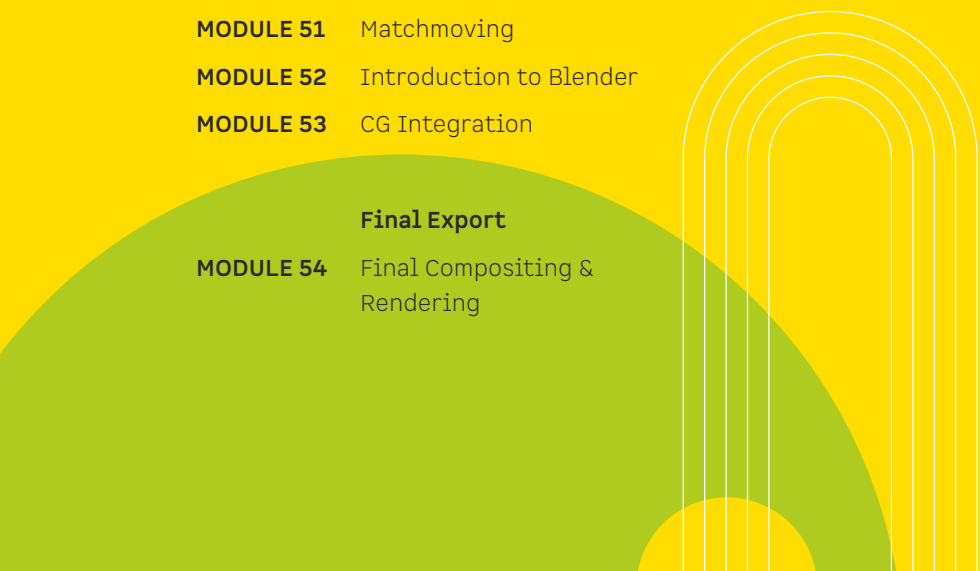 MODULE 51 Matchmoving
MODULE 52 Introduction to Blender
MODULE 53 CG Integration
Final Export
MODULE 54 Final Compositing &
Rendering